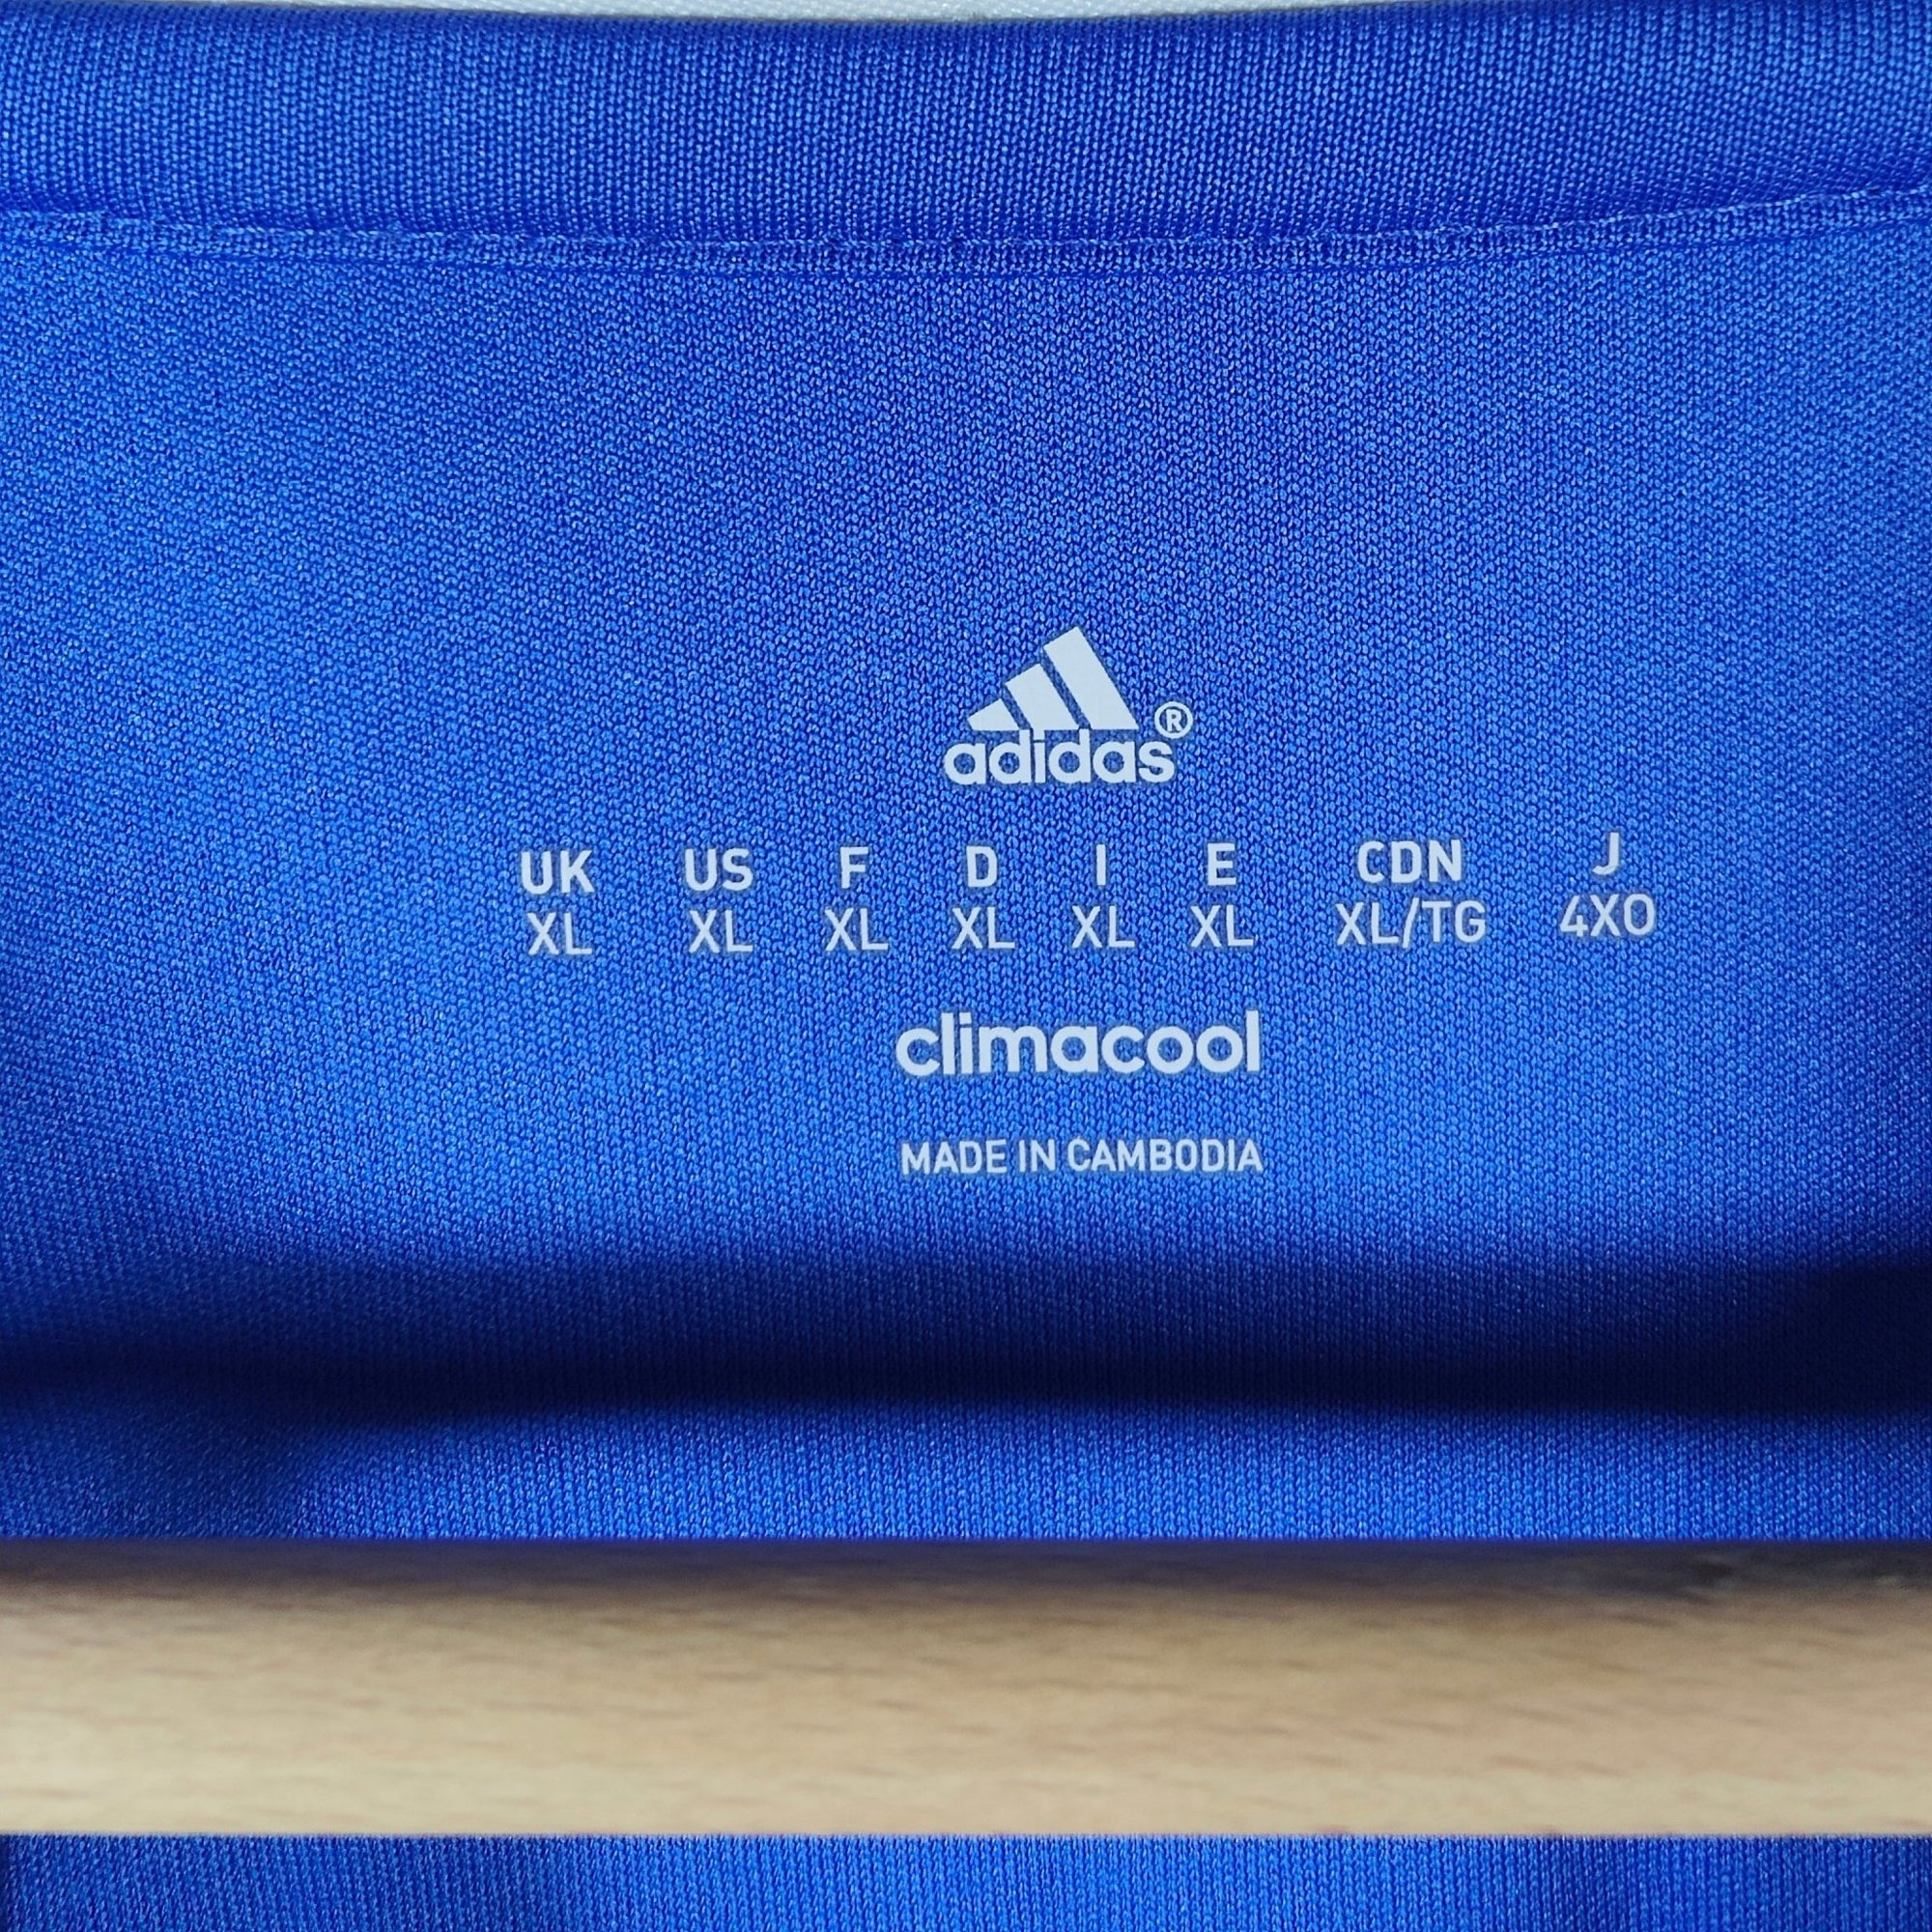 adidas®
UK US F D I E CDN J
XL XL XL XL XL XL XL/TG 4XO
climacool
MADE IN CAMBODIA